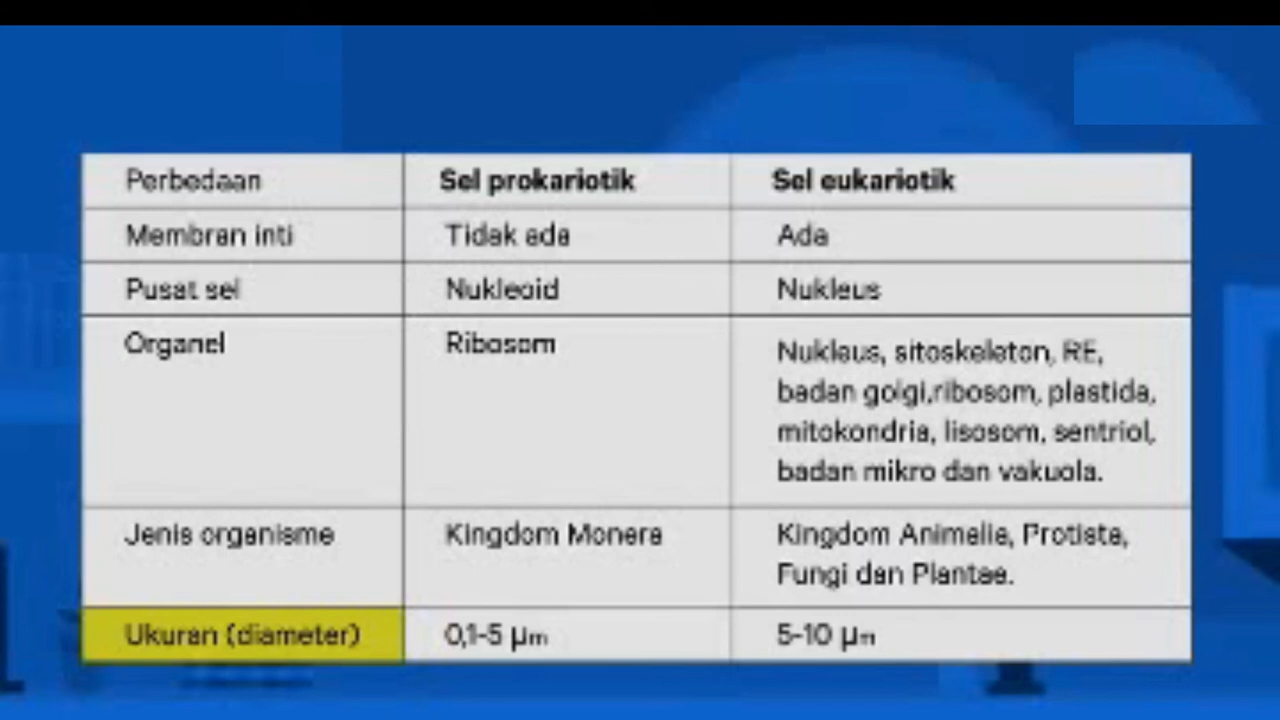 Perbedaan Sel prokariotik Sel eukariotik
Membran inti Tidak ada Ada
Pusat sel Nukleoid Nukleus
Organel Ribosom Nukleus, sitoskeleton, RE,
badan golgi,ribosom, plastida,
mitokondria, lisosom, sentriol,
badan mikro dan vakuola.
Jenis organisme Kingdom Monera Kingdom Animalia, Protista,
Fungi dan Plantae.
Ukuran (diameter) 0,1-5 µm 5-10 µm